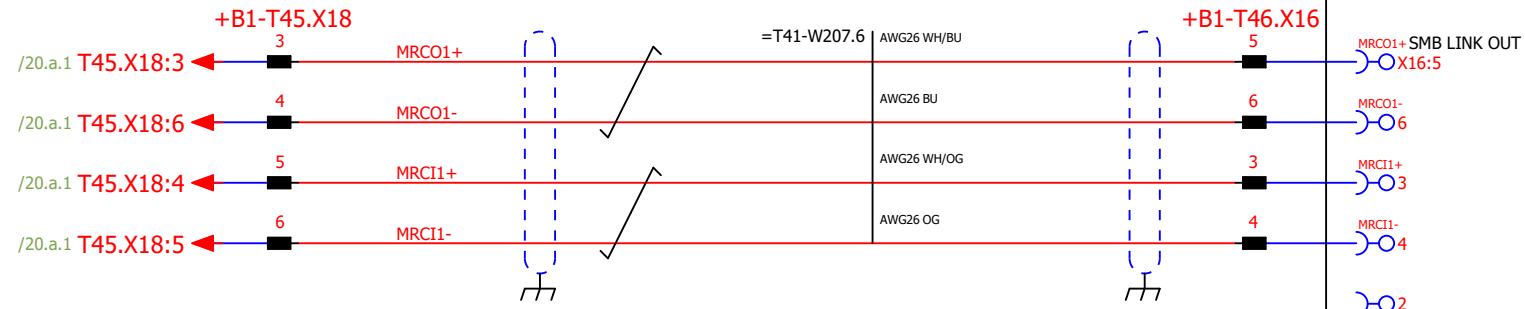 +B1-T45.X18 +B1-T46.X16
=T41-W207.6 AWG26 WH/BU
/20.a.1 T45.X18:3 3 MRCO1+ 5 MRCO1+ SMB LINK OUT
X16:5
AWG26 BU
/20.a.1 T45.X18:6 4 MRCO1- 6 MRCO1- 6
AWG26 WH/OG
/20.a.1 T45.X18:4 5 MRCI1+ 3 MRCI1+ 3
AWG26 OG
/20.a.1 T45.X18:5 6 MRCI1- 4 MRCI1- 4
2